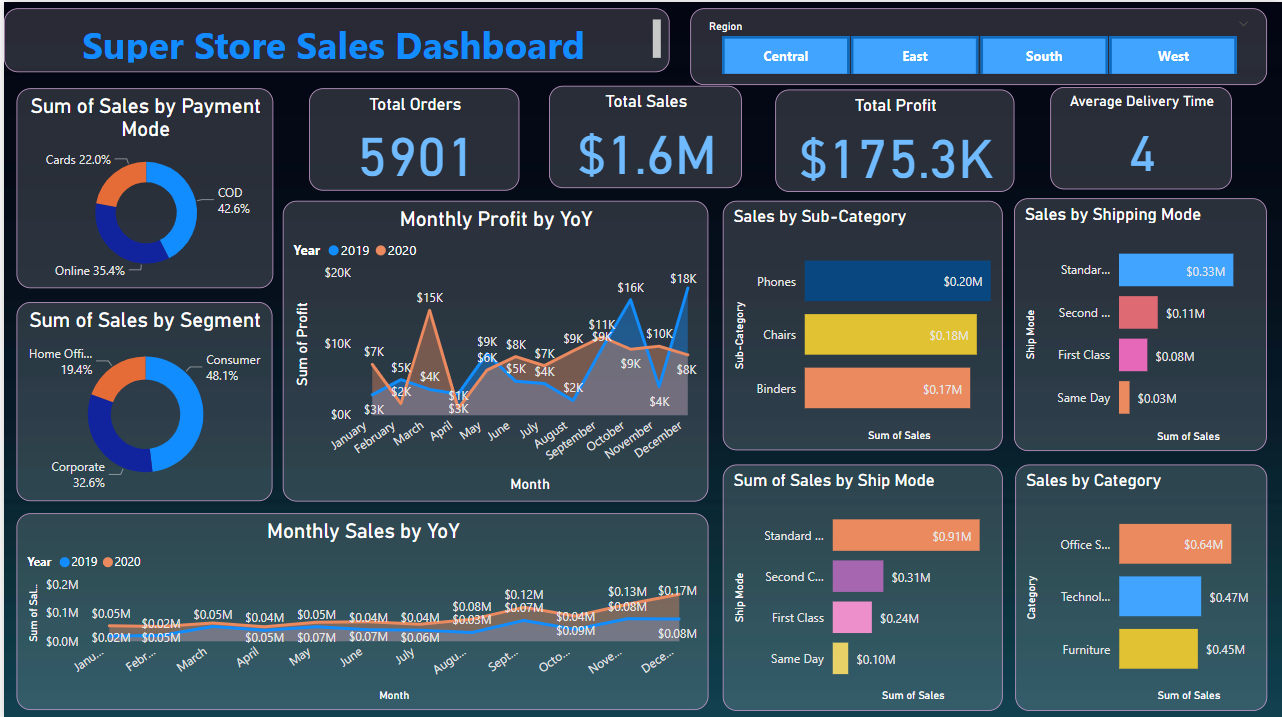 Super Store Sales Dashboard
Region
Central
East
South
West
Sum of Sales by Payment
Mode
Cards 22.0%
COD
42.6%
Online 35.4%
Total Orders
5901
Total Sales
$1.6M
Total Profit
$175.3K
Average Delivery Time
4
Sum of Sales by Segment
Home Offi...
19.4%
Consumer
48.1%
Corporate
32.6%
Monthly Profit by YoY
Year 2019 2020
Sum of Profit
$20K
$10K
$0K
$7K
$3K
$5K
$2K
$15K
$4K
$1K
$3K
$9K
$6K
$8K
$5K
$7K
$4K
$9K
$2K
$11K
$9K
$16K
$9K
$10K
$4K
$18K
$8K
January
February
March
April
May
June
July
August
September
October
November
December
Month
Sales by Sub-Category
Sub-Category
Phones
$0.20M
Chairs
$0.18M
Binders
$0.17M
Sum of Sales
Sales by Shipping Mode
Ship Mode
Standar...
$0.33M
Second ...
$0.11M
First Class
$0.08M
Same Day
$0.03M
Sum of Sales
Monthly Sales by YoY
Year 2019 2020
Sum of Sal...
$0.2M
$0.1M
$0.0M
$0.05M
$0.02M
$0.02M
$0.05M
$0.05M
$0.04M
$0.05M
$0.05M
$0.07M
$0.04M
$0.07M
$0.04M
$0.06M
$0.08M
$0.03M
$0.12M
$0.07M
$0.04M
$0.09M
$0.13M
$0.08M
$0.17M
$0.08M
Janu...
Febr...
March
April
May
June
July
Augu...
Sept...
Octo...
Nove...
Dece...
Month
Sum of Sales by Ship Mode
Ship Mode
Standard ...
$0.91M
Second C...
$0.31M
First Class
$0.24M
Same Day
$0.10M
Sum of Sales
Sales by Category
Category
Office S...
$0.64M
Technol...
$0.47M
Furniture
$0.45M
Sum of Sales